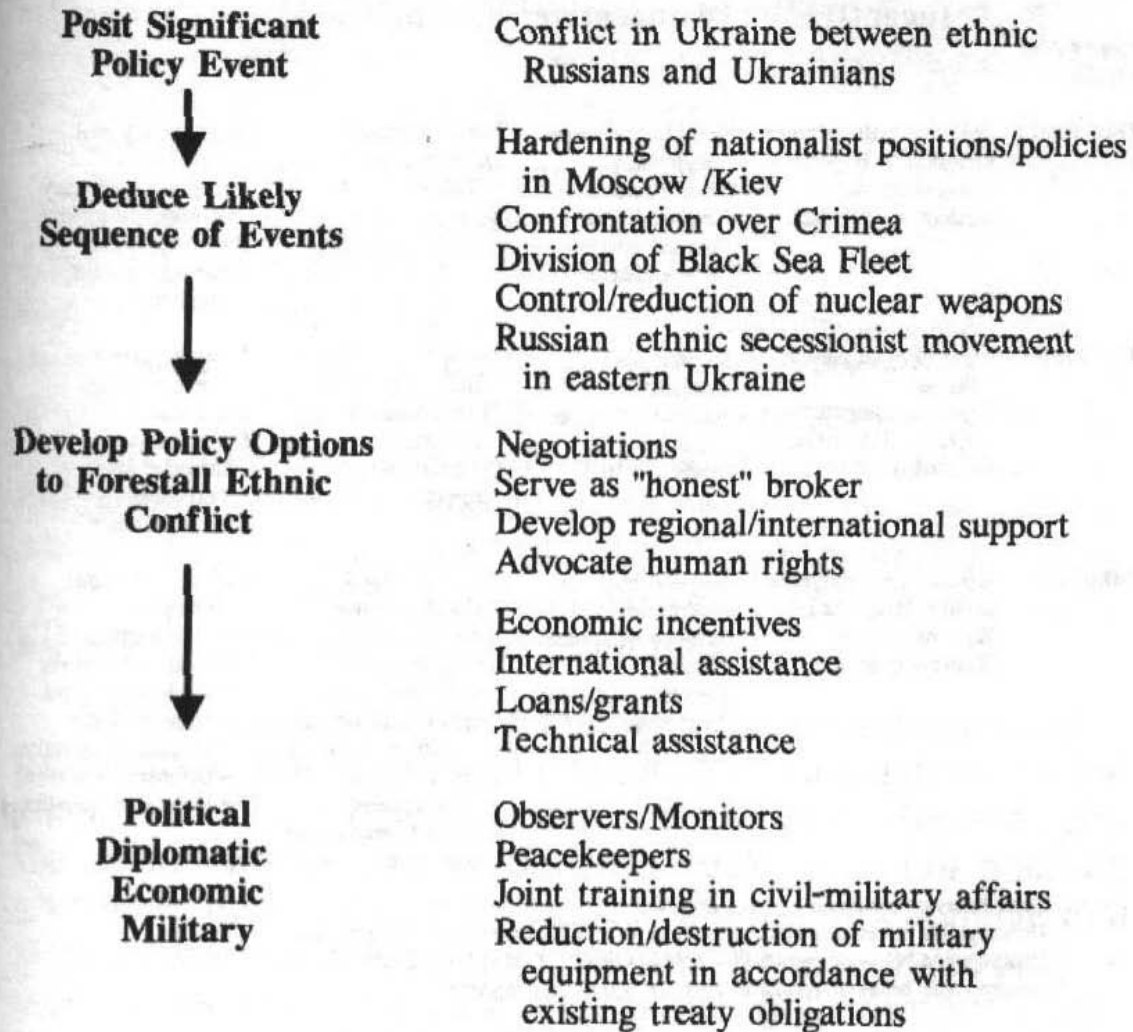 Posit Significant
Policy Event
Conflict in Ukraine between ethnic
Russians and Ukrainians
Deduce Likely
Sequence of Events
Hardening of nationalist positions/policies
in Moscow /Kiev
Confrontation over Crimea
Division of Black Sea Fleet
Control/reduction of nuclear weapons
Russian ethnic secessionist movement
in eastern Ukraine
Develop Policy Options
to Forestall Ethnic
Conflict
Negotiations
Serve as "honest" broker
Develop regional/international support
Advocate human rights
Economic incentives
International assistance
Loans/grants
Technical assistance
Political
Diplomatic
Economic
Military
Observers/Monitors
Peacekeepers
Joint training in civil-military affairs
Reduction/destruction of military
equipment in accordance with
existing treaty obligations